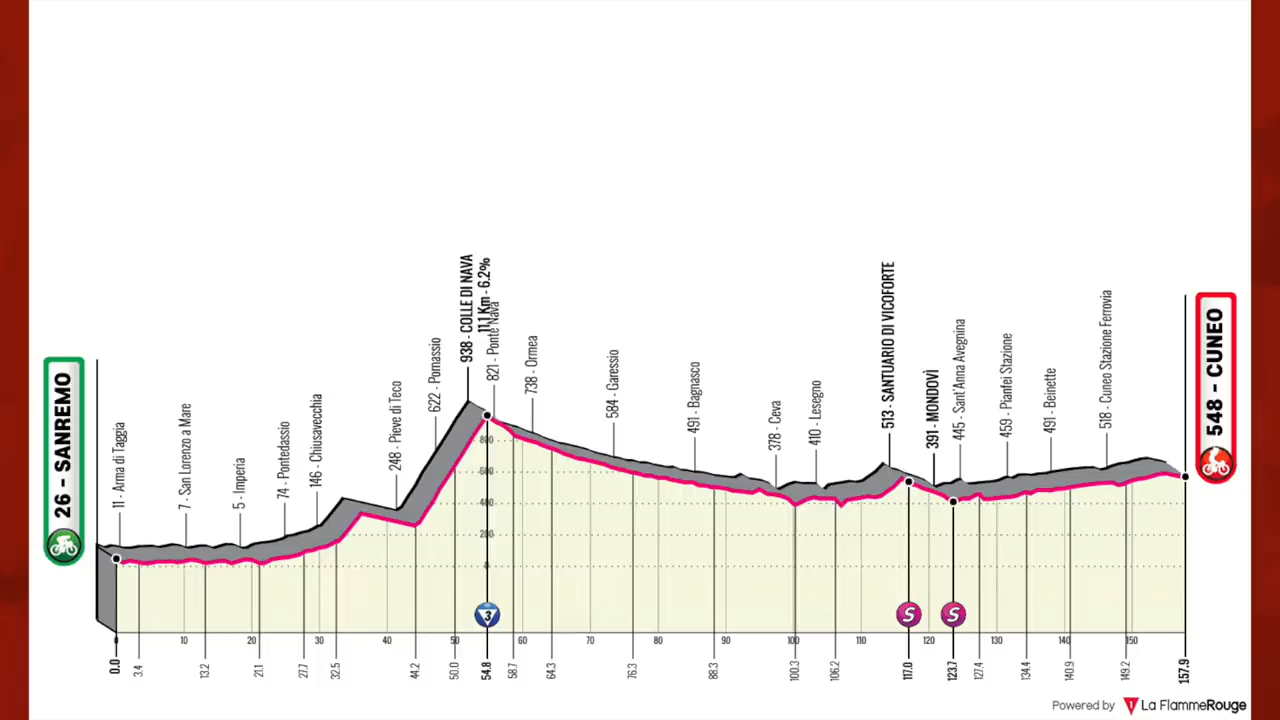 26 - SANREMO
11 - Arma di Taggia
7 - San Lorenzo a Mare
5 - Imperia
74 - Pontedassio
146 - Chiusavecchia
248 - Pieve di Teco
622 - Pornassio
938 - COLLE DI NAVA
11.1 Km - 6.2%
821 - Ponte Nava
738 - Ormea
584 - Garessio
491 - Bagnasco
378 - Ceva
410 - Lesegno
513 - SANTUARIO DI VICOFORTE
391 - MONDOVÌ
445 - Sant'Anna Avegnina
459 - Pianfei Stazione
491 - Beinette
518 - Cuneo Stazione Ferrovia
548 - CUNEO
800
600
400
200
0
3
S
S
0 10 20 30 40 50 60 70 80 90 100 110 120 130 140 150
0.0 3.4 13.2 21.1 27.7 32.5 44.2 50.0 54.8 58.7 64.3 76.3 88.3 100.3 106.2 117.0 123.7 127.4 134.4 140.9 149.2 157.9
Powered by 1 La FlammeRouge